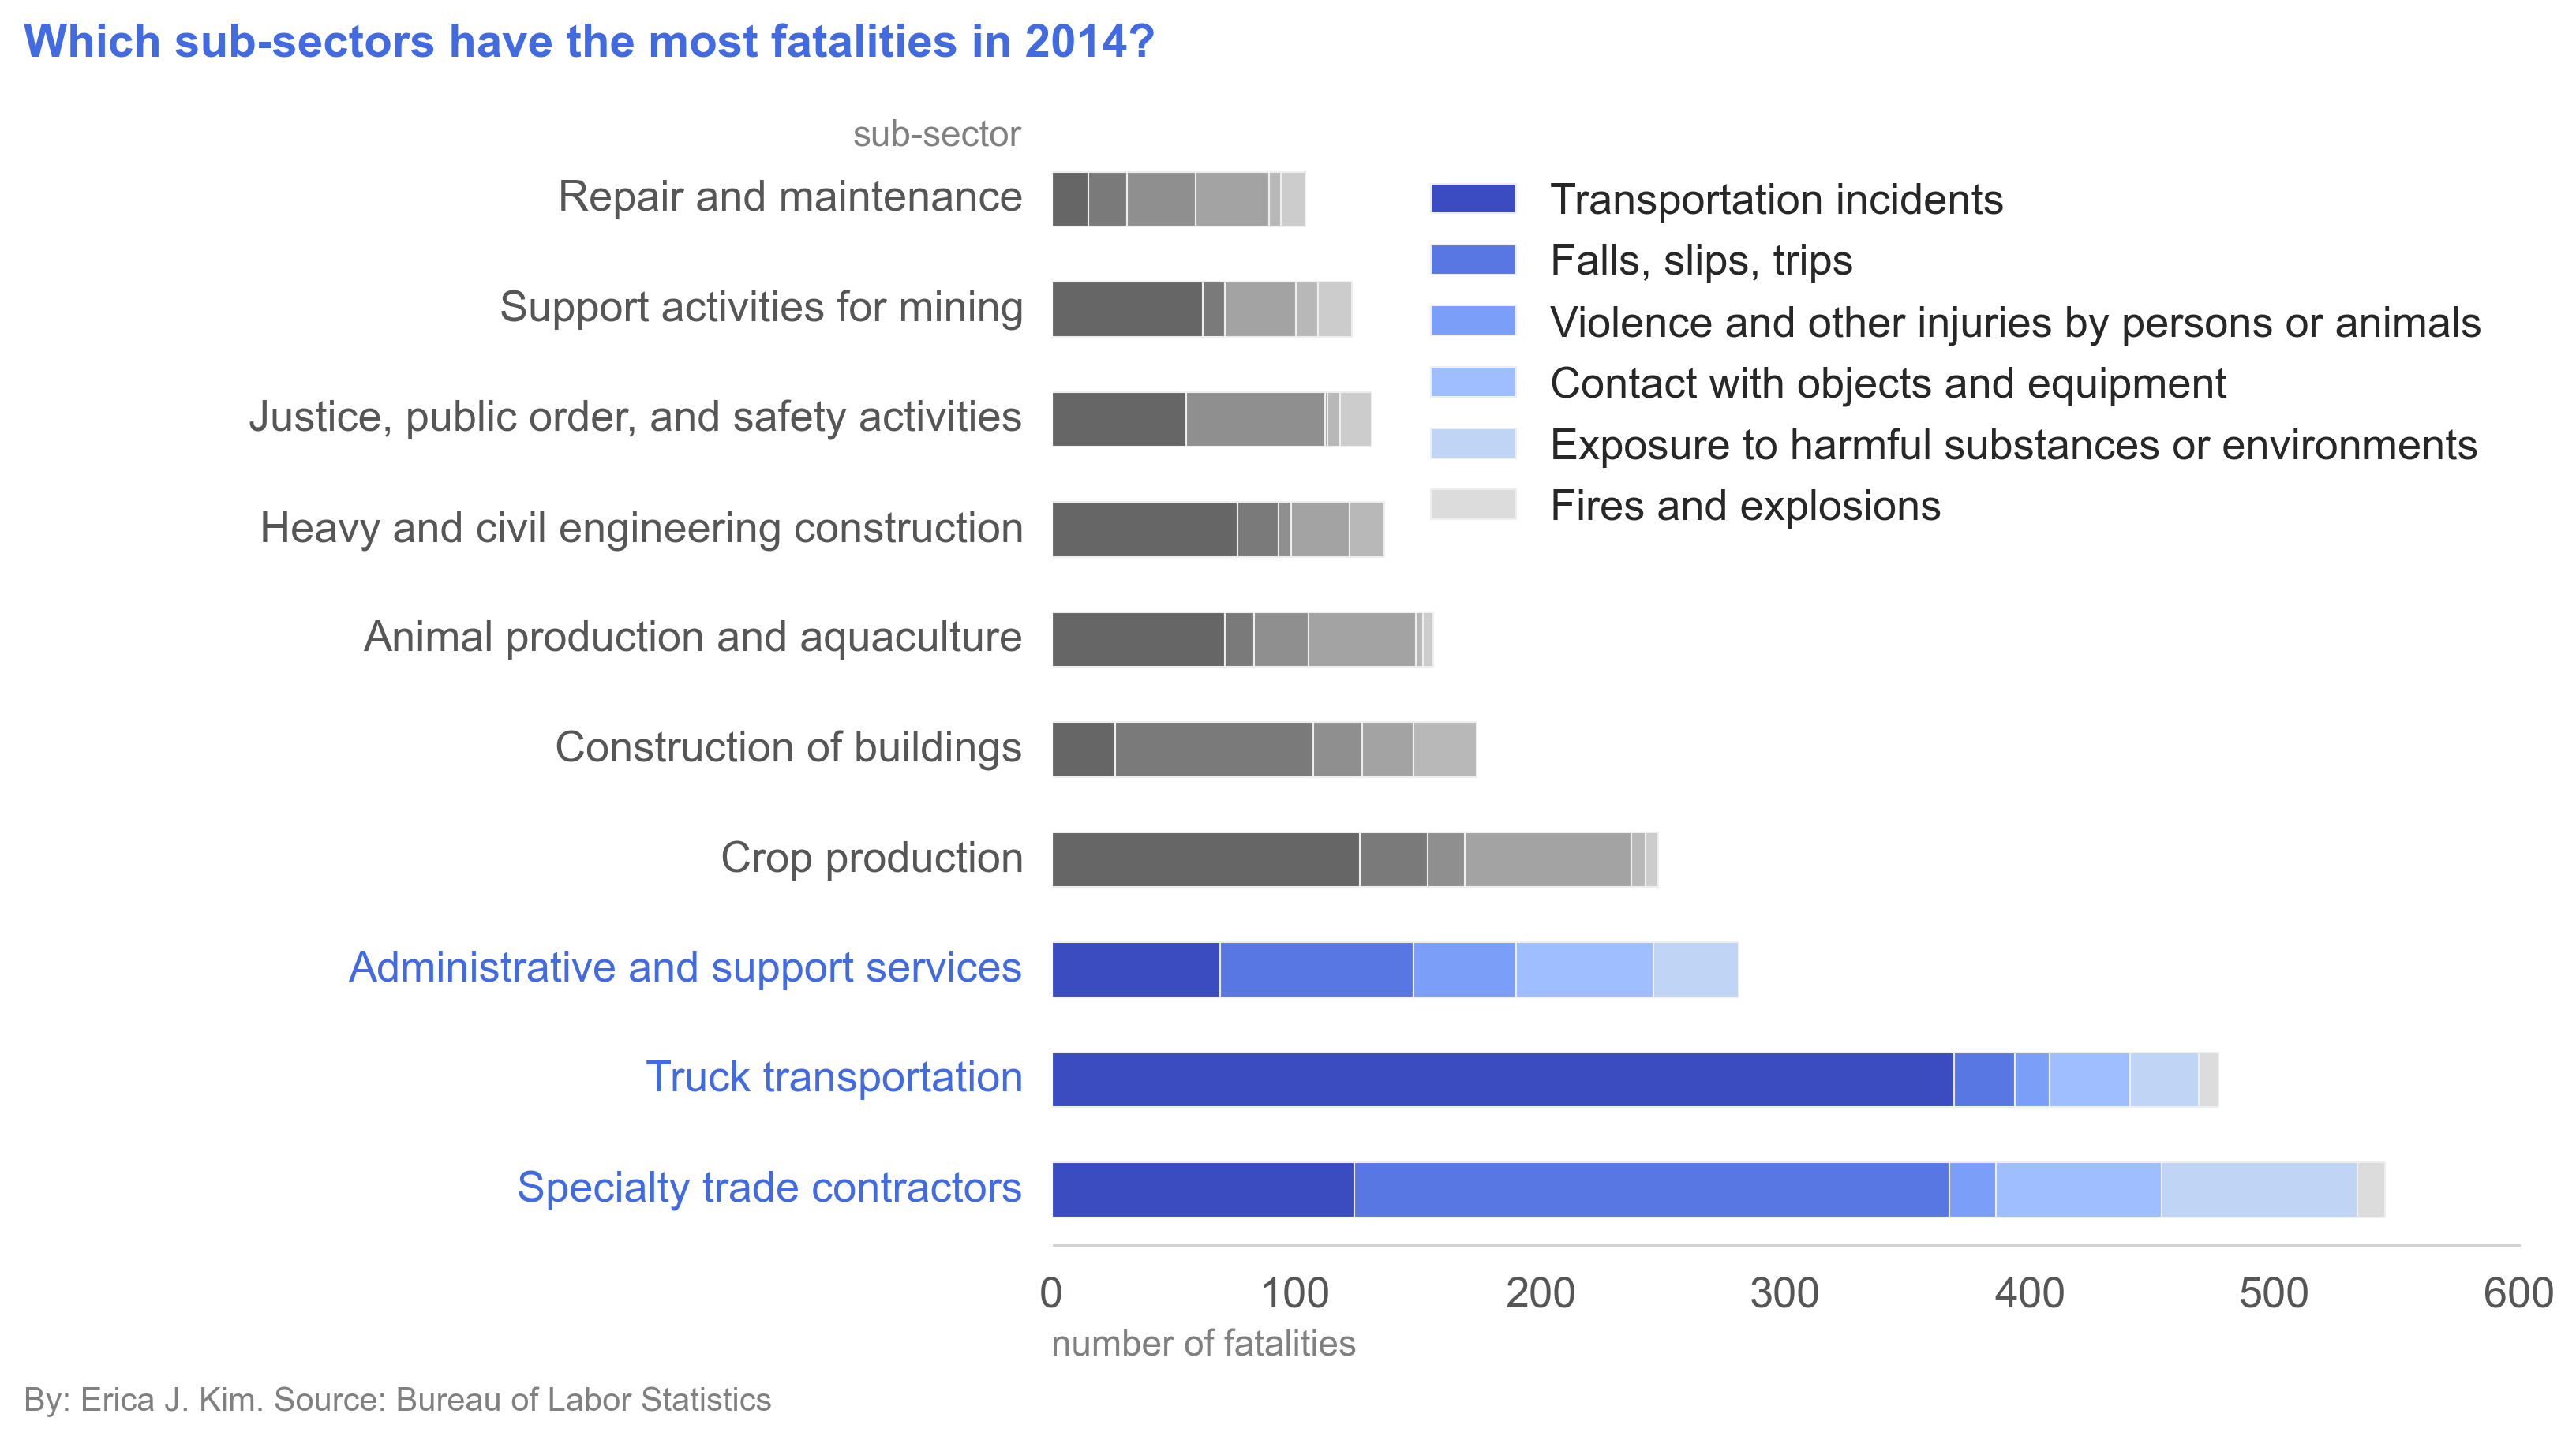 Which sub-sectors have the most fatalities in 2014?
sub-sector
Repair and maintenance
Support activities for mining
Justice, public order, and safety activities
Heavy and civil engineering construction
Animal production and aquaculture
Construction of buildings
Crop production
Administrative and support services
Truck transportation
Specialty trade contractors
Transportation incidents
Falls, slips, trips
Violence and other injuries by persons or animals
Contact with objects and equipment
Exposure to harmful substances or environments
Fires and explosions
0 100 200 300 400 500 600
number of fatalities
By: Erica J. Kim. Source: Bureau of Labor Statistics